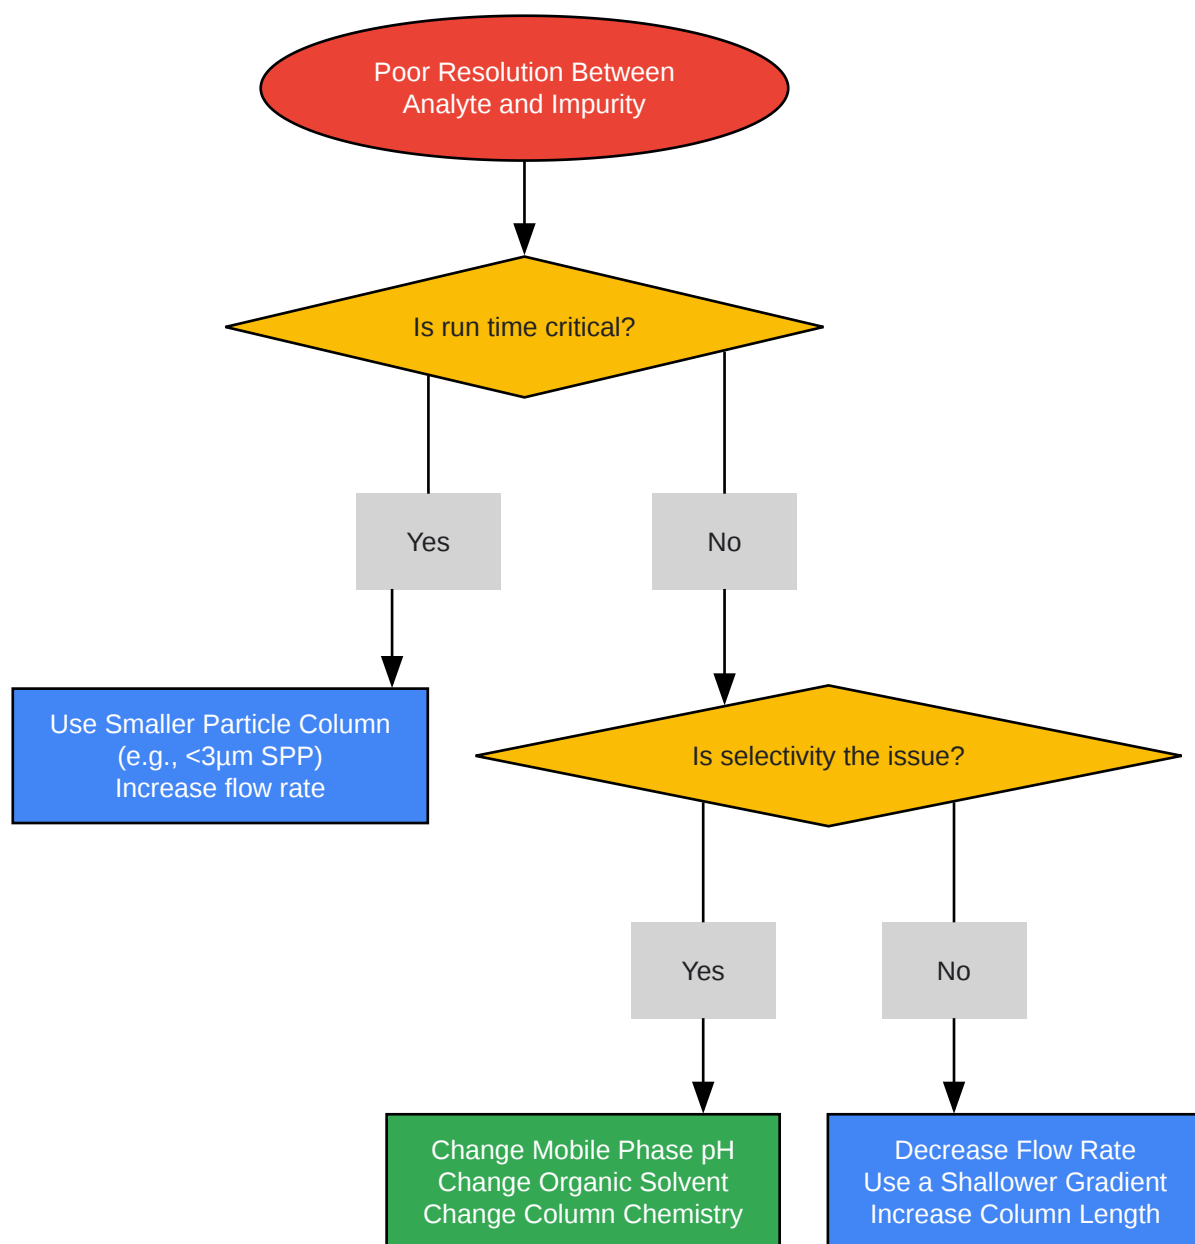 Poor Resolution Between
Analyte and Impurity
Is run time critical?
Yes
No
Use Smaller Particle Column
(e.g., <3µm SPP)
Increase flow rate
Is selectivity the issue?
Yes
No
Change Mobile Phase pH
Change Organic Solvent
Change Column Chemistry
Decrease Flow Rate
Use a Shallower Gradient
Increase Column Length